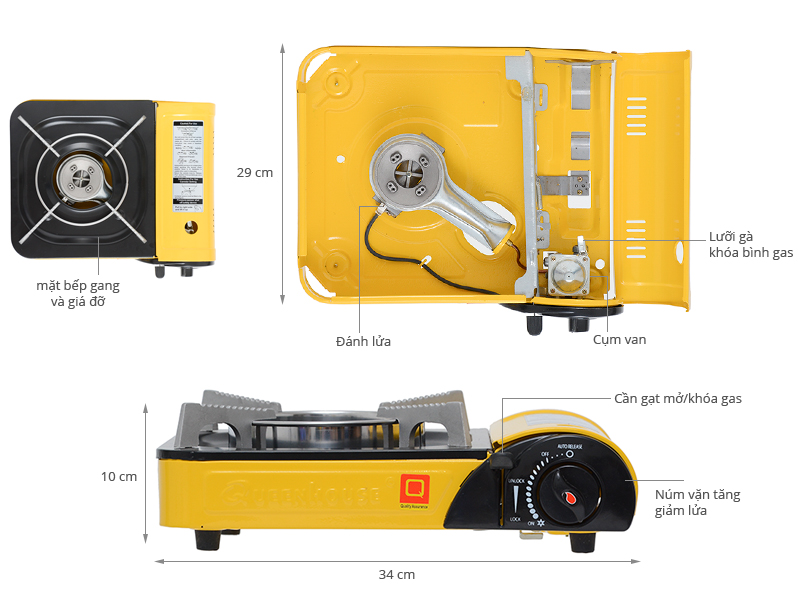 29 cm
mặt bếp gang
và giá đỡ
Đánh lửa
Lưỡi gà
khóa bình gas
Cụm van
Cần gạt mở/khóa gas
AUTO RELEASE
OFF
10 cm
UNLOCK
LOCK
ON
Q
Quality Assurance
Núm vặn tăng
giảm lửa
34 cm